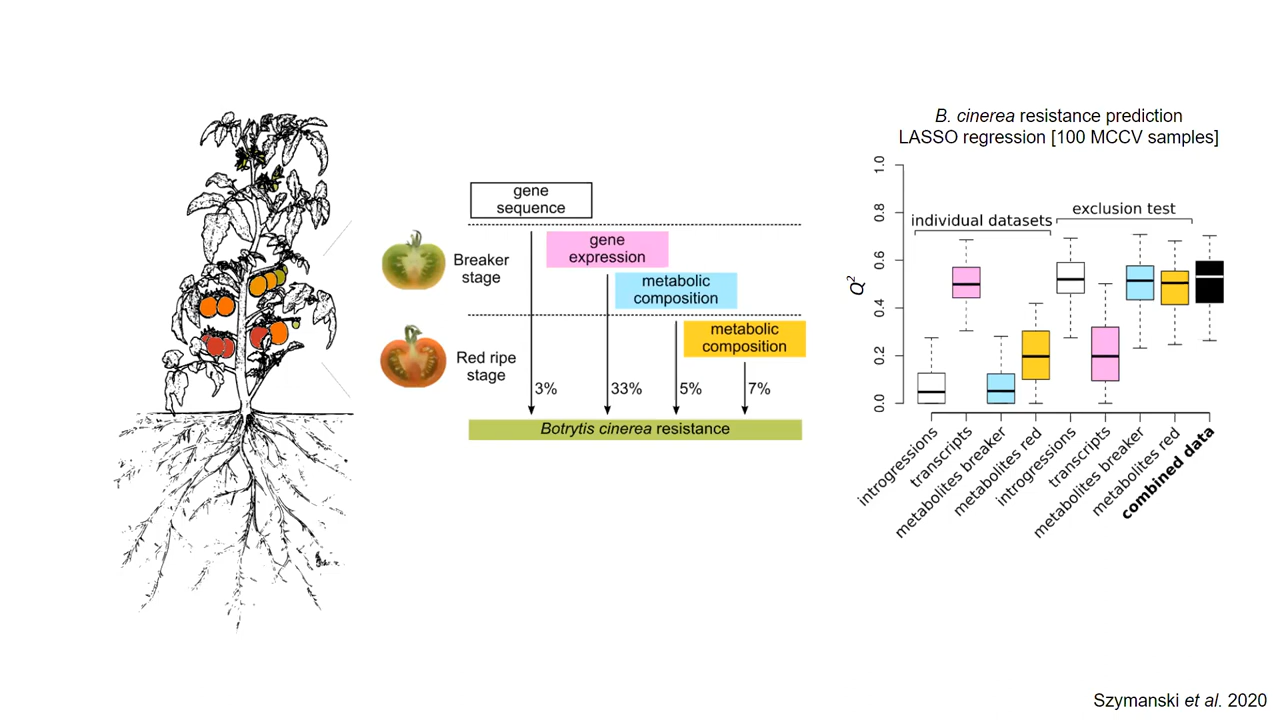 gene
sequence
Breaker
stage
gene
expression
metabolic
composition
Red ripe
stage
metabolic
composition
3%
33%
5%
7%
Botrytis cinerea resistance
B. cinerea resistance prediction
LASSO regression [100 MCCV samples]
Q2
1.0
0.8
0.6
0.4
0.2
0.0
individual datasets
exclusion test
introgressions
transcripts
metabolites breaker
metabolites red
introgressions
transcripts
metabolites breaker
metabolites red
combined data
Szymanski et al. 2020